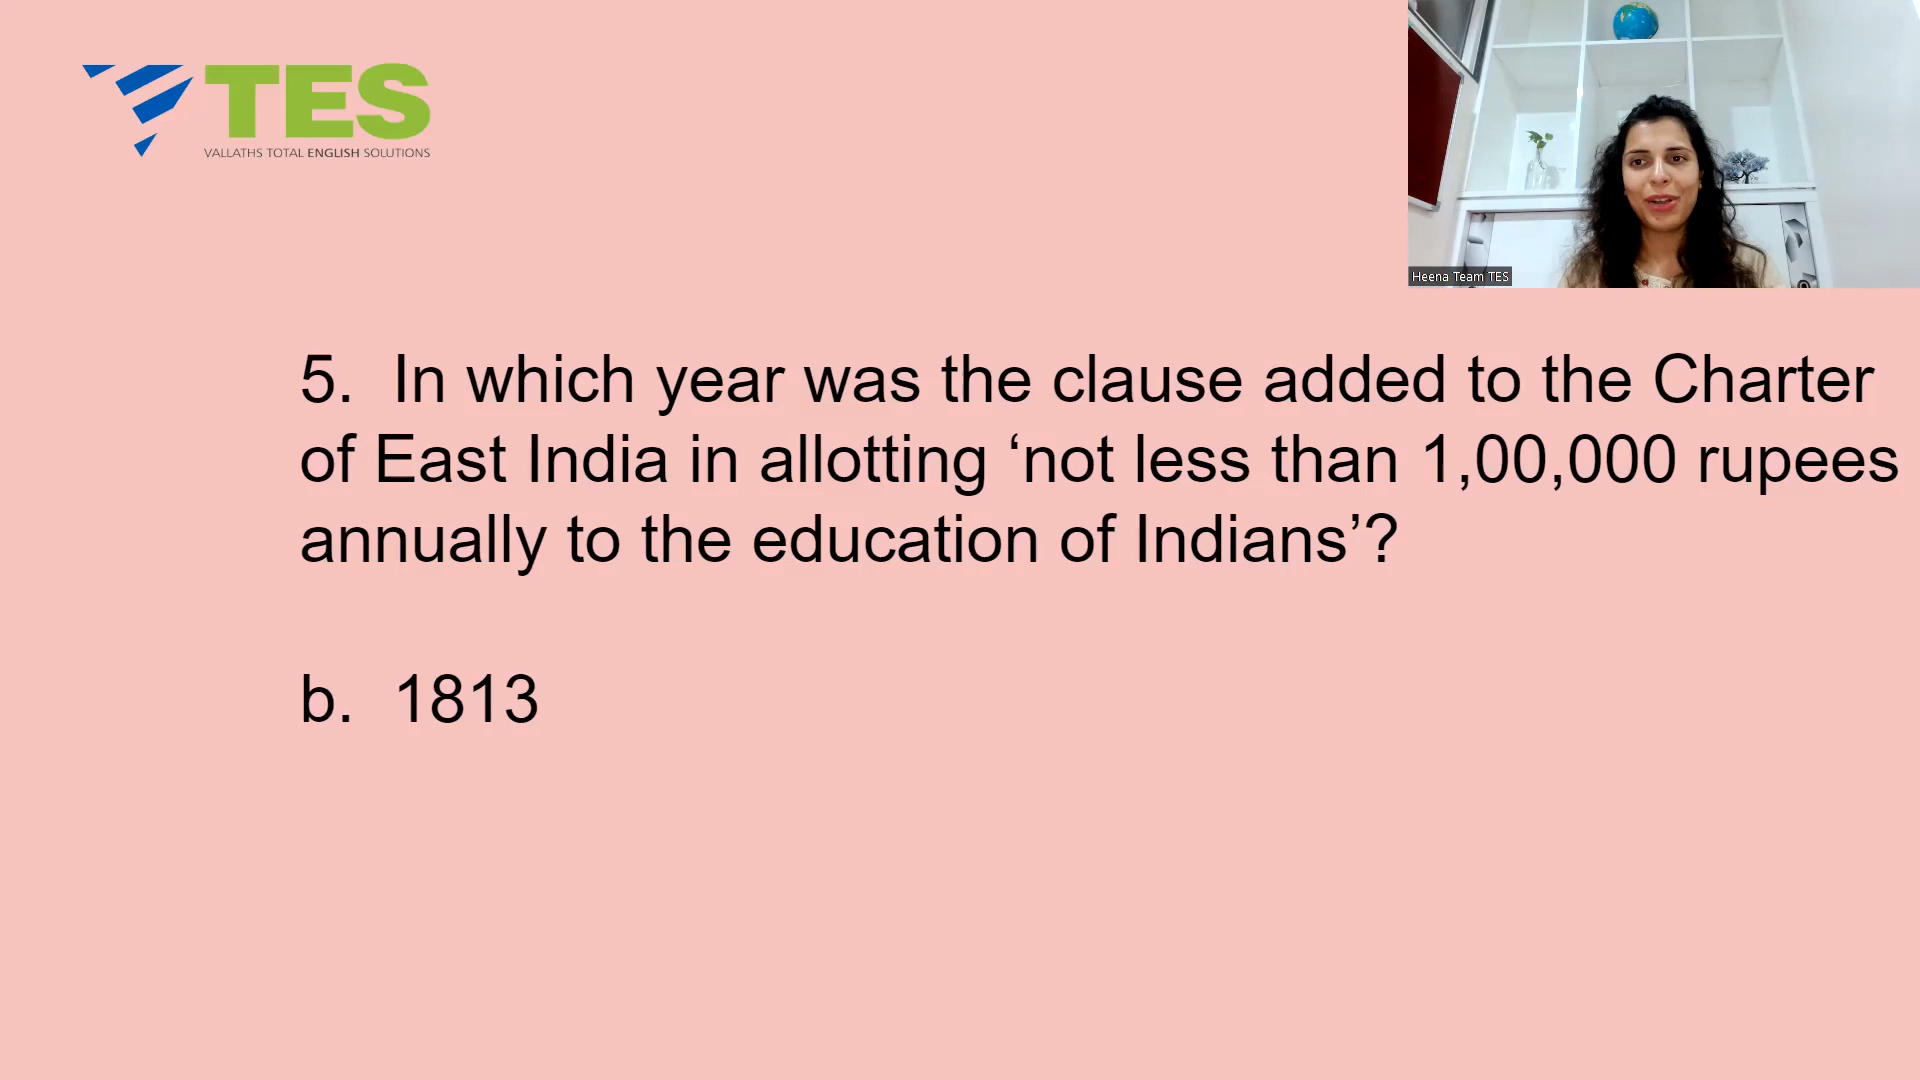 TES
VALLATHS TOTAL ENGLISH SOLUTIONS
Heena Team TES
5. In which year was the clause added to the Charter
of East India in allotting ‘not less than 1,00,000 rupees
annually to the education of Indians’?
b. 1813